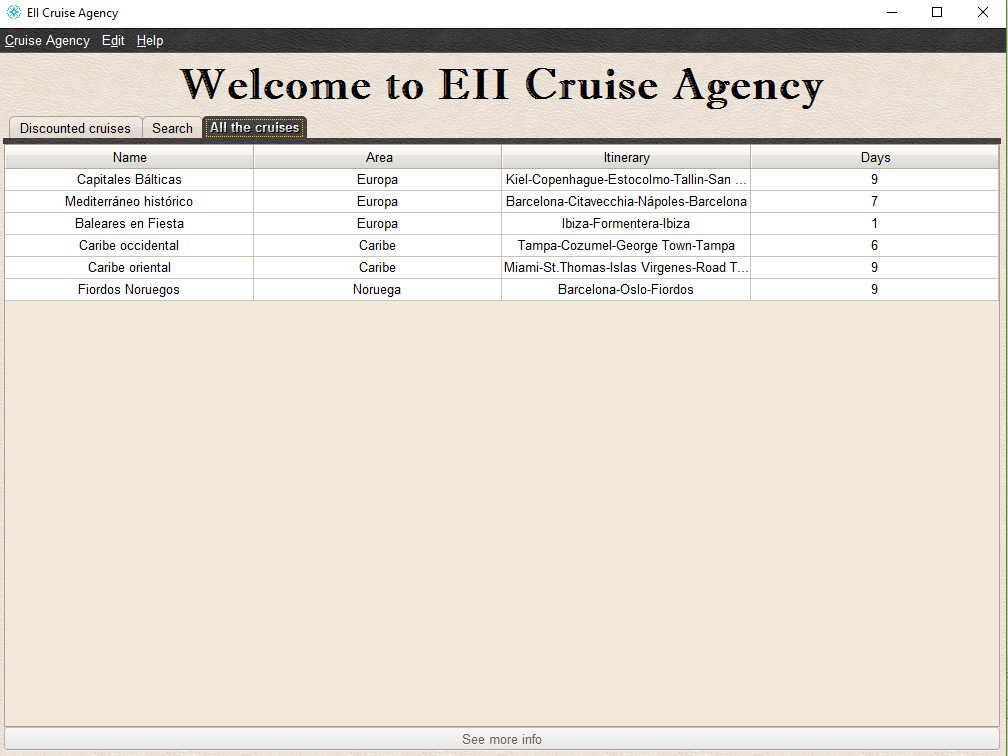 EII Cruise Agency
Cruise Agency Edit Help
Welcome to EII Cruise Agency
Discounted cruises Search All the cruises
Name Area Itinerary Days
Capitales Bálticas Europa Kiel-Copenhague-Estocolmo-Tallin-San ... 9
Mediterráneo histórico Europa Barcelona-Citavecchia-Nápoles-Barcelona 7
Baleares en Fiesta Europa Ibiza-Formentera-Ibiza 1
Caribe occidental Caribe Tampa-Cozumel-George Town-Tampa 6
Caribe oriental Caribe Miami-St.Thomas-Islas Virgenes-Road T... 9
Fiordos Noruegos Noruega Barcelona-Oslo-Fiordos 9
See more info